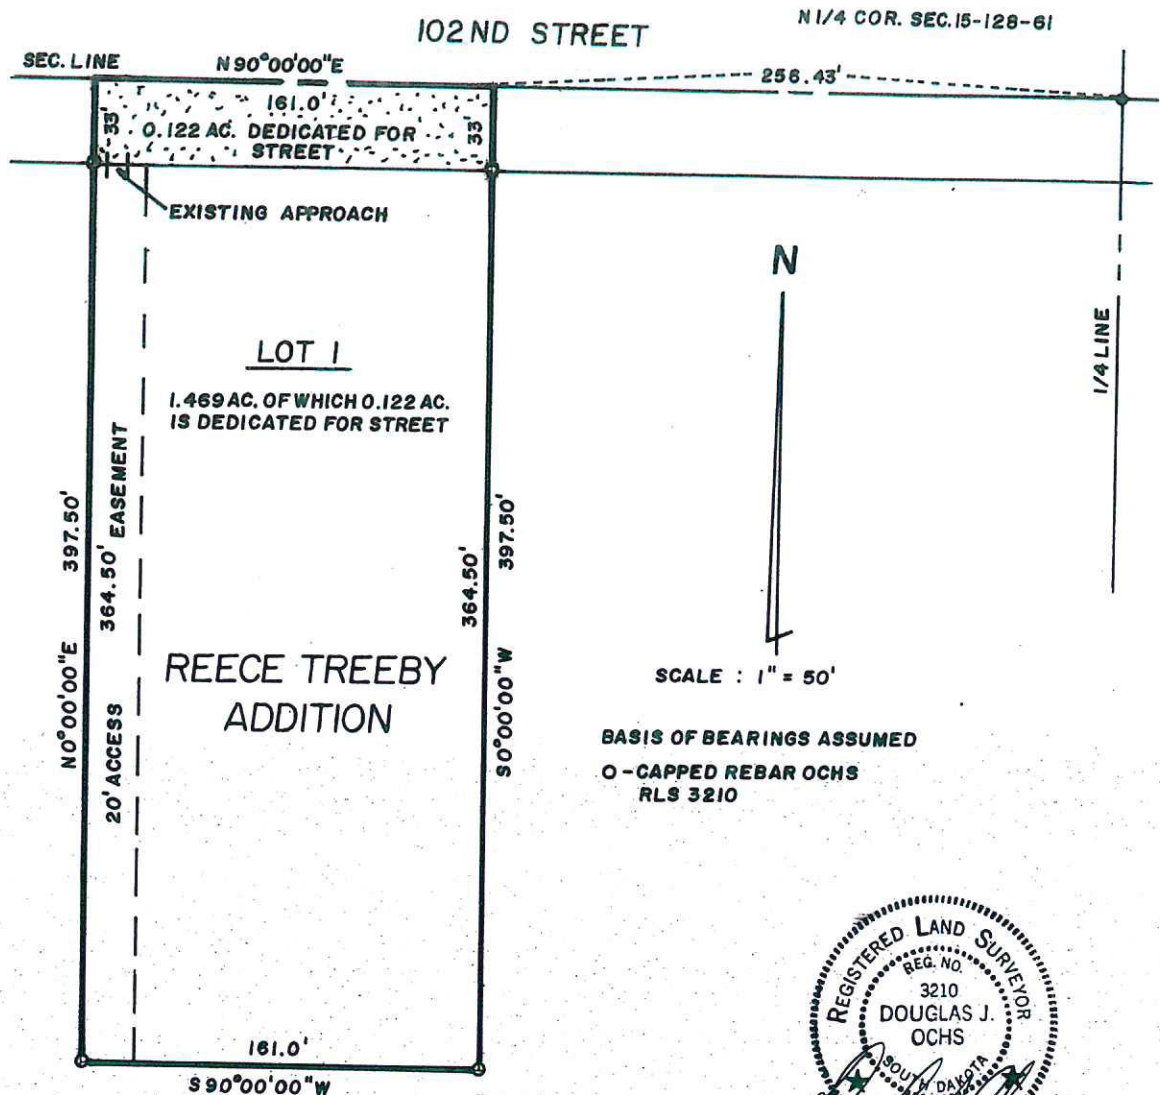 102ND STREET
N 1/4 COR. SEC. 15-128-61
SEC. LINE
N 90°00'00"E
256.43'
161.0'
33'
0.122 AC. DEDICATED FOR
STREET
33'
EXISTING APPROACH
N
LOT 1
1.469 AC. OF WHICH 0.122 AC.
IS DEDICATED FOR STREET
1/4 LINE
N0°00'00"E 397.50'
364.50'
20' ACCESS EASEMENT
364.50'
S0°00'00"W 397.50'
REECE TREEBY
ADDITION
SCALE : 1" = 50'
BASIS OF BEARINGS ASSUMED
O - CAPPED REBAR OCHS
RLS 3210
161.0'
S 90°00'00"W
REGISTERED LAND SURVEYOR
REG. NO.
3210
DOUGLAS J.
OCHS
SOUTH DAKOTA